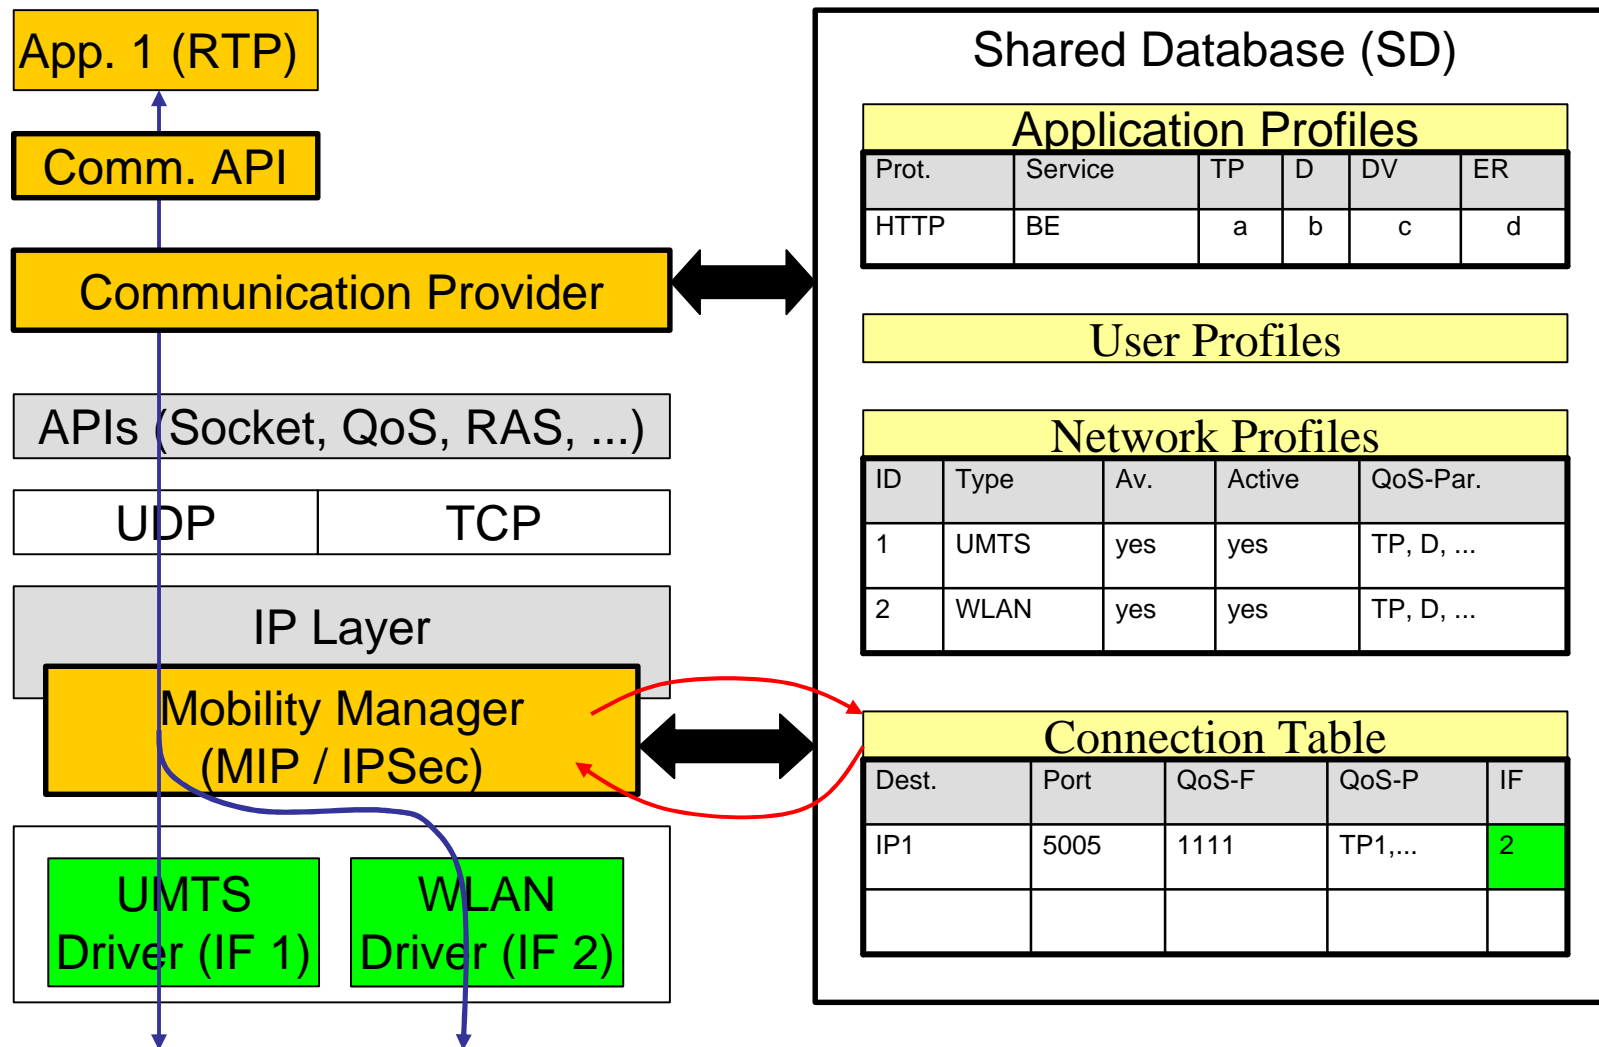 App. 1 (RTP)
Comm. API
Communication Provider
APIs (Socket, QoS, RAS, ...)
UDP TCP
IP Layer
Mobility Manager
(MIP / IPSec)
UMTS
Driver (IF 1)
WLAN
Driver (IF 2)
Shared Database (SD)
Application Profiles
Prot. Service TP D DV ER
HTTP BE a b c d
User Profiles
Network Profiles
ID Type Av. Active QoS-Par.
1 UMTS yes yes TP, D, ...
2 WLAN yes yes TP, D, ...
Connection Table
Dest. Port QoS-F QoS-P IF
IP1 5005 1111 TP1,... 2